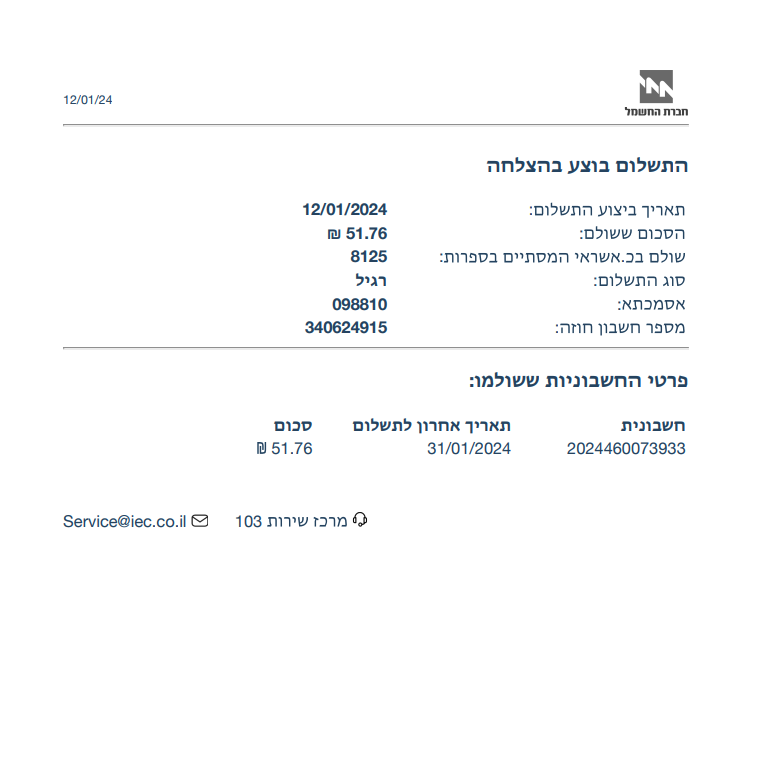 12/01/24
חברת החשמל
התשלום בוצע בהצלחה
תאריך ביצוע התשלום: 12/01/2024
הסכום ששולם: 51.76 ₪
שולם בכ.אשראי המסתיים בספרות: 8125
סוג התשלום: רגיל
אסמכתא: 098810
מספר חשבון חוזה: 340624915
פרטי החשבוניות ששולמו:
חשבונית תאריך אחרון לתשלום סכום
2024460073933 31/01/2024 51.76 ₪
מרכז שירות 103 Service@iec.co.il